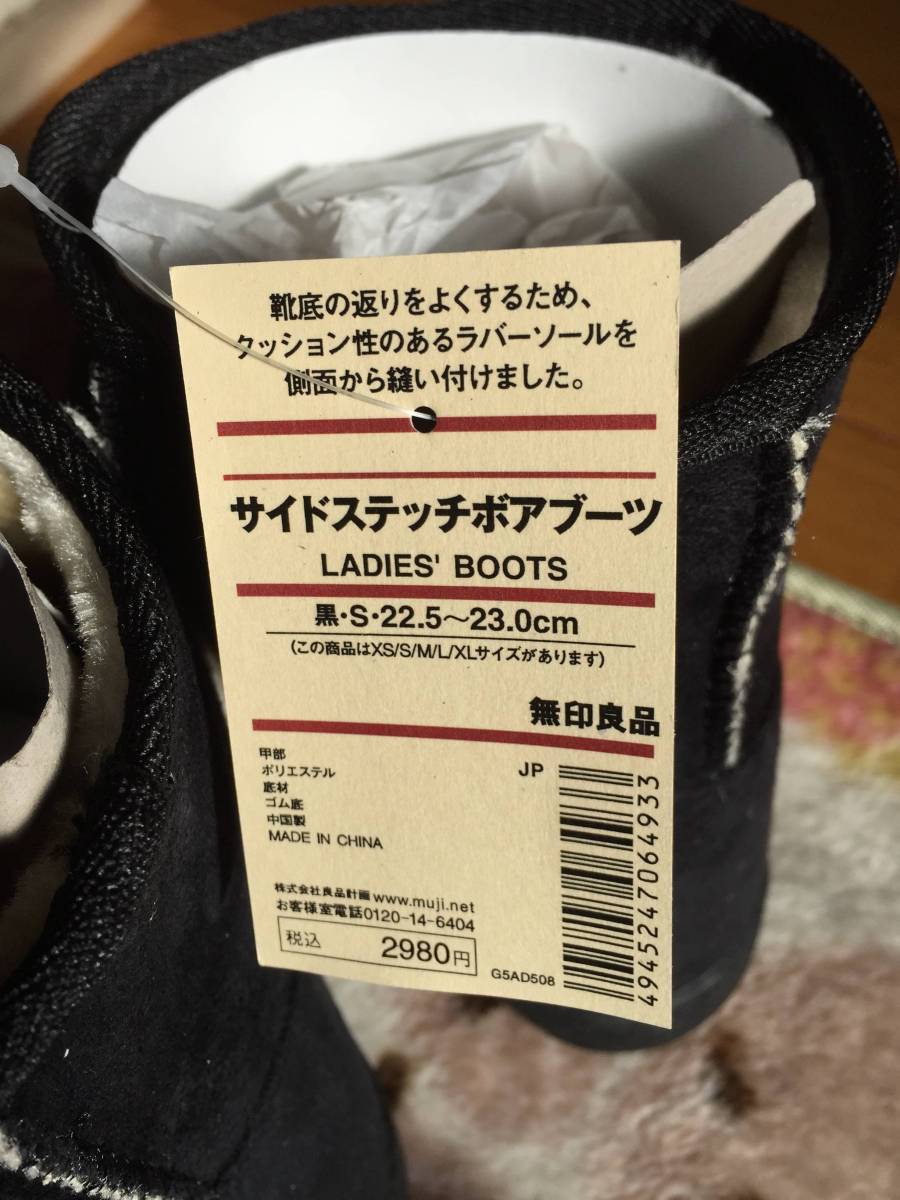 靴底の返りをよくするため、
クッション性のあるラバーソールを
側面から縫い付けました。
サイドステッチボアブーツ
LADIES' BOOTS
黒・S・22.5〜23.0cm
(この商品はXS/S/M/L/XLサイズがあります)
無印良品
甲部
ポリエステル
底材
ゴム底
中国製
MADE IN CHINA
JP
株式会社良品計画 www.muji.net
お客様室電話0120-14-6404
税込 2980円
G5AD508
4945247064933